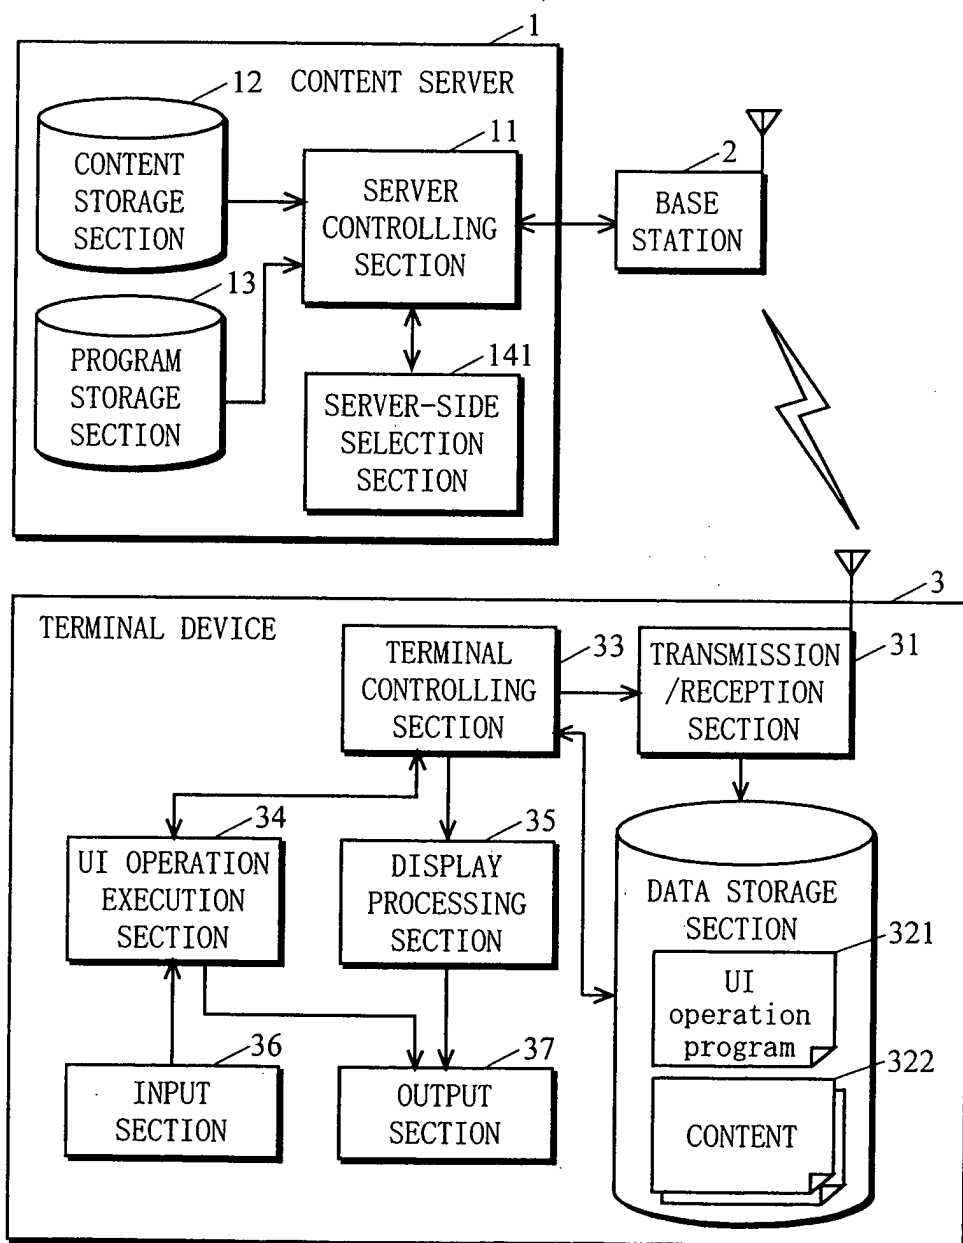 1
12
CONTENT SERVER
CONTENT
STORAGE
SECTION
11
SERVER
CONTROLLING
SECTION
2
BASE
STATION
13
PROGRAM
STORAGE
SECTION
141
SERVER-SIDE
SELECTION
SECTION
3
TERMINAL DEVICE
TERMINAL
CONTROLLING
SECTION
33
TRANSMISSION
/RECEPTION
SECTION
31
34
UI OPERATION
EXECUTION
SECTION
35
DISPLAY
PROCESSING
SECTION
DATA STORAGE
SECTION
321
UI
operation
program
322
CONTENT
36
INPUT
SECTION
37
OUTPUT
SECTION